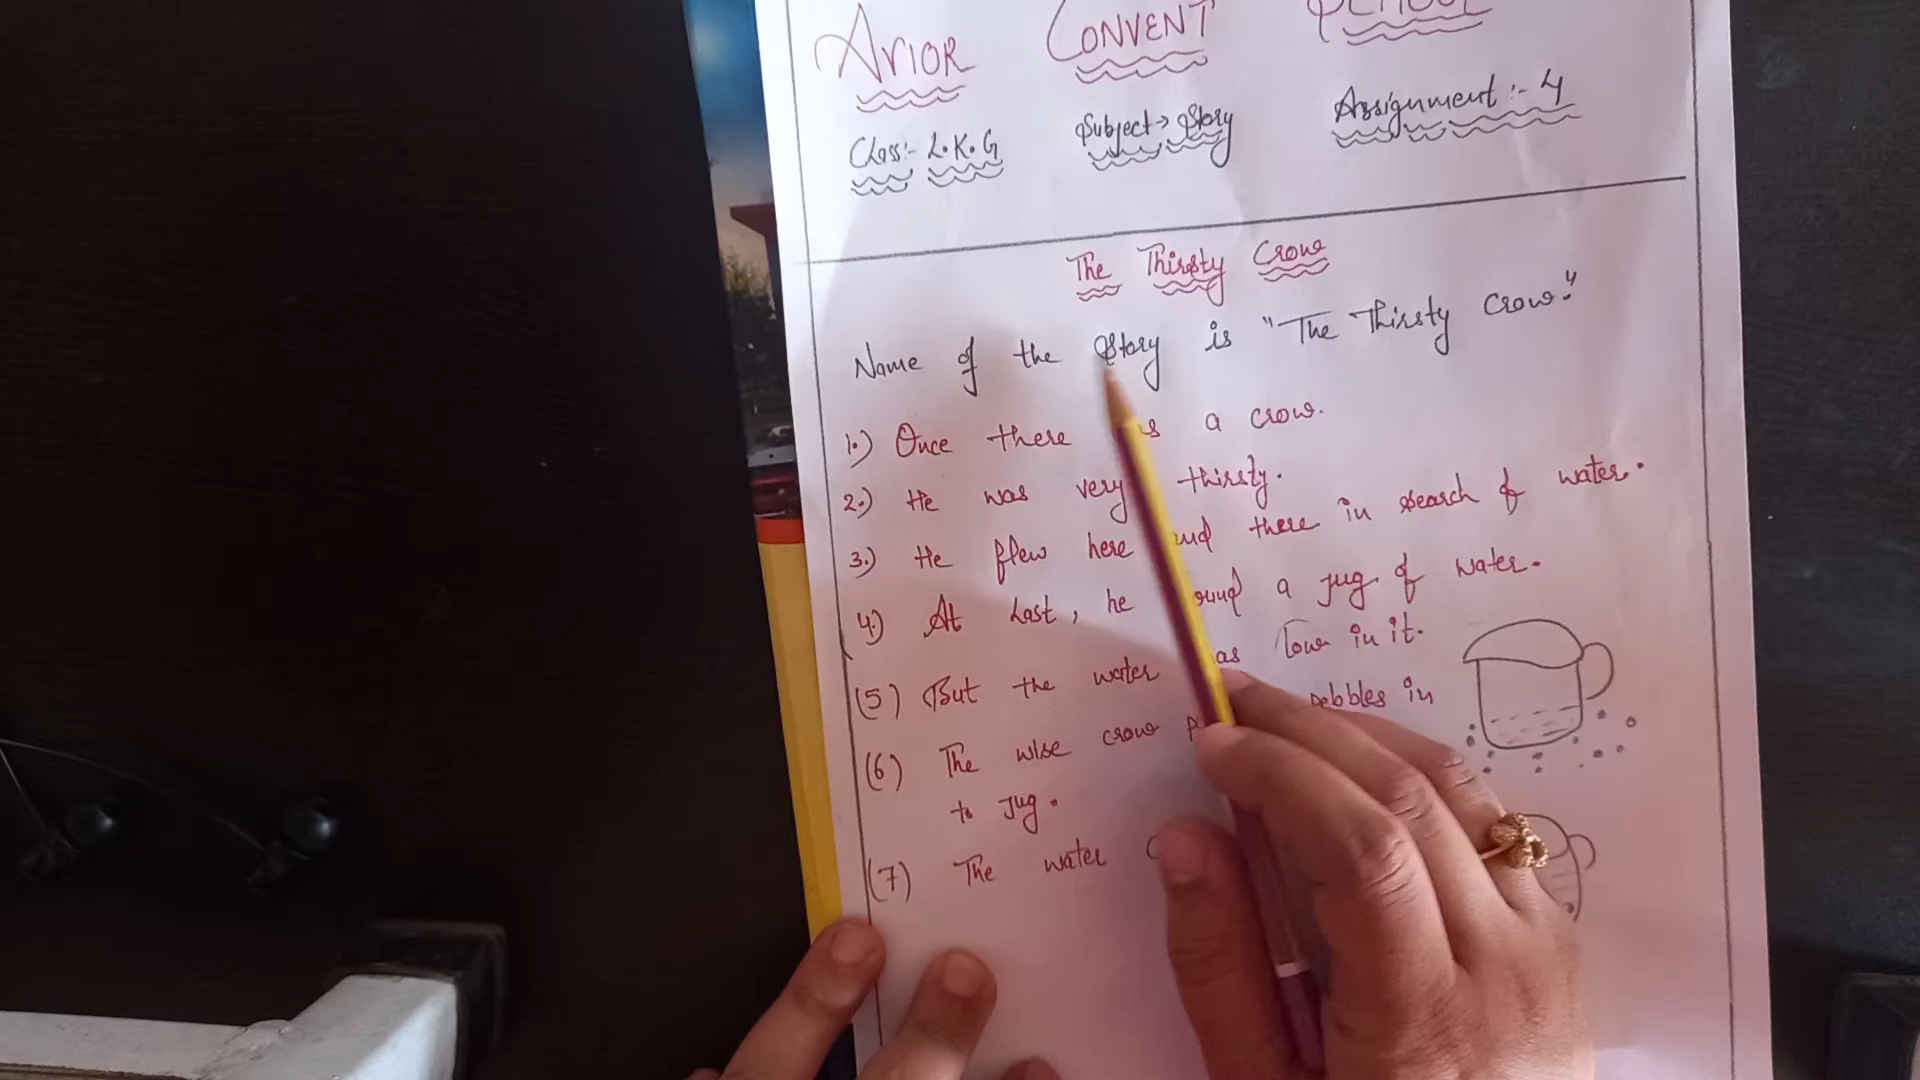 AVIOR CONVENT
Class:- L.K.G Subject → Story Assignment :- 4
The Thirsty Crow
Name of the Story is "The Thirsty Crow."
1.) Once there a crow.
2.) He was very thirsty.
3.) He flew here and there in search of water.
4.) At Last, he a jug of water.
(5) But the water low in it.
(6) The wise crow pebbles in
to Jug.
(7) The water